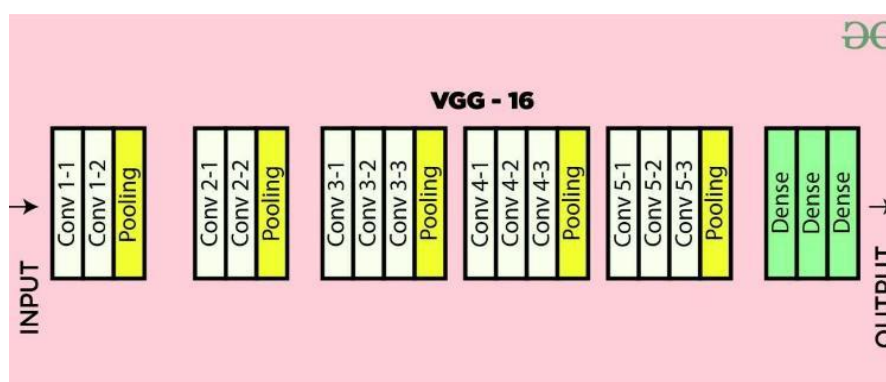 VGG - 16
INPUT
Conv 1-1
Conv 1-2
Pooling
Conv 2-1
Conv 2-2
Pooling
Conv 3-1
Conv 3-2
Conv 3-3
Pooling
Conv 4-1
Conv 4-2
Conv 4-3
Pooling
Conv 5-1
Conv 5-2
Conv 5-3
Pooling
Dense
Dense
Dense
OUTPUT